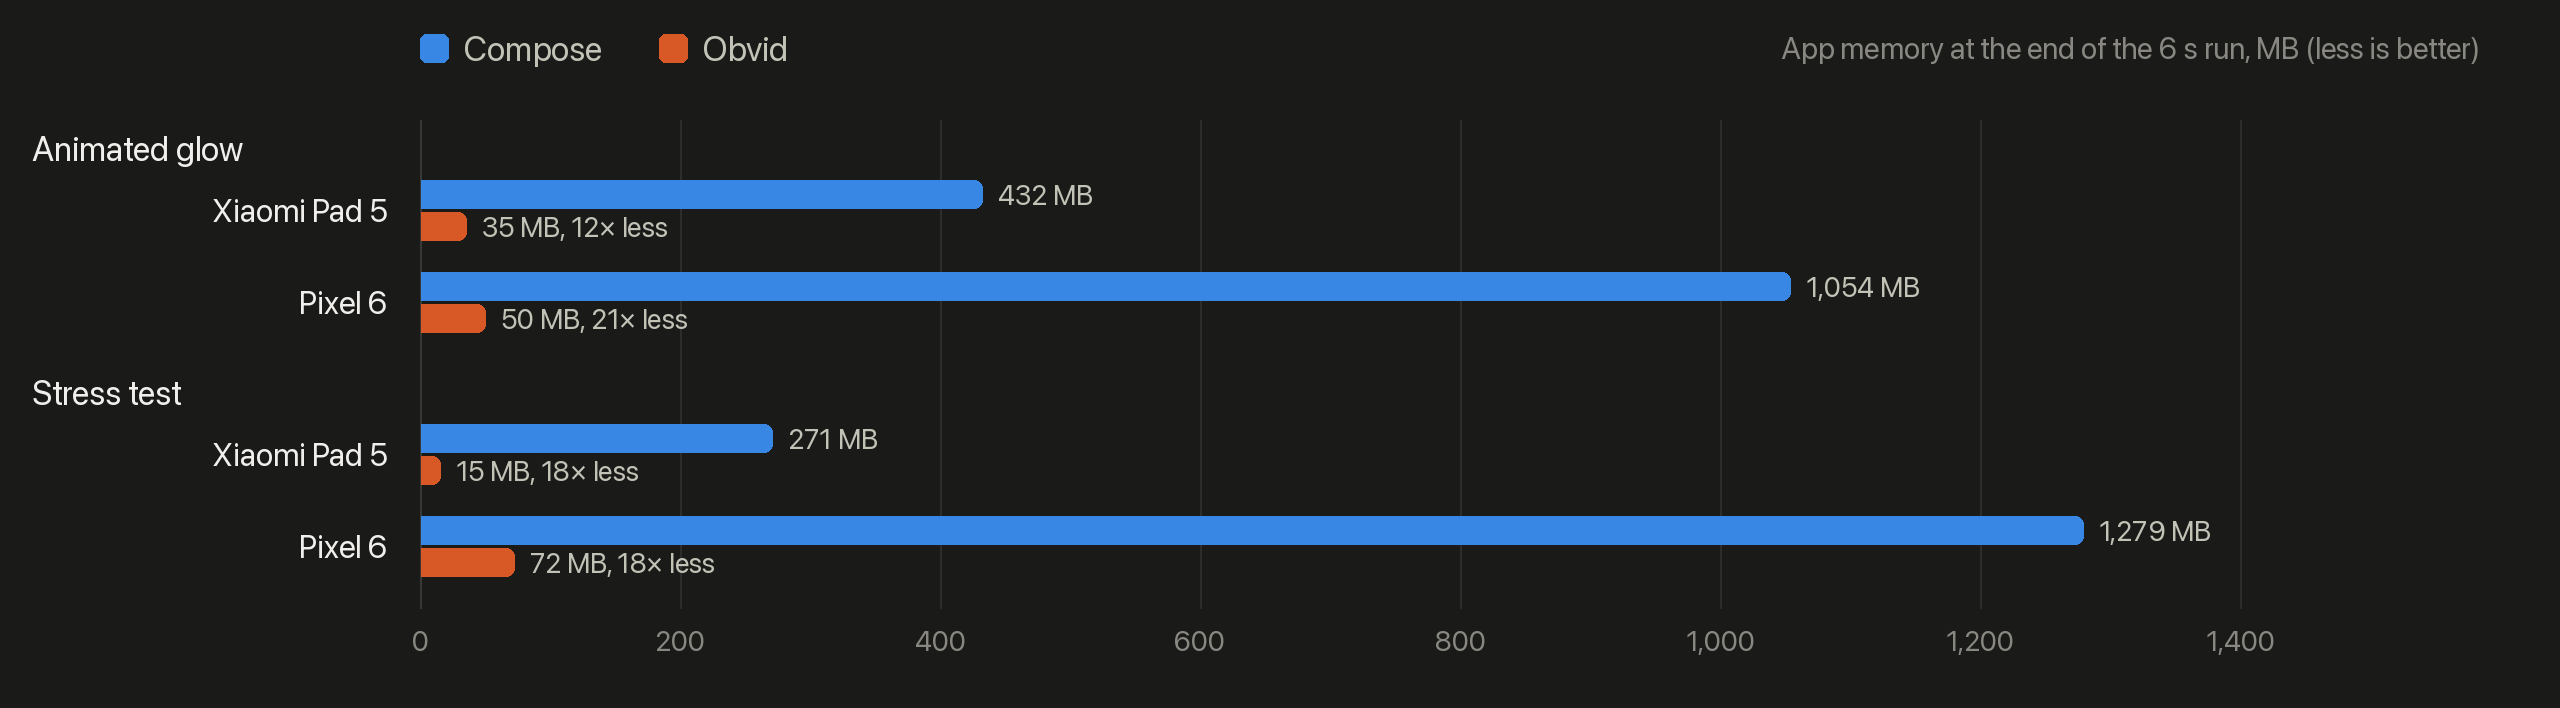 Compose
Obvid
App memory at the end of the 6 s run, MB (less is better)
Animated glow
Xiaomi Pad 5
432 MB
35 MB, 12× less
Pixel 6
1,054 MB
50 MB, 21× less
Stress test
Xiaomi Pad 5
271 MB
15 MB, 18× less
Pixel 6
1,279 MB
72 MB, 18× less
0 200 400 600 800 1,000 1,200 1,400